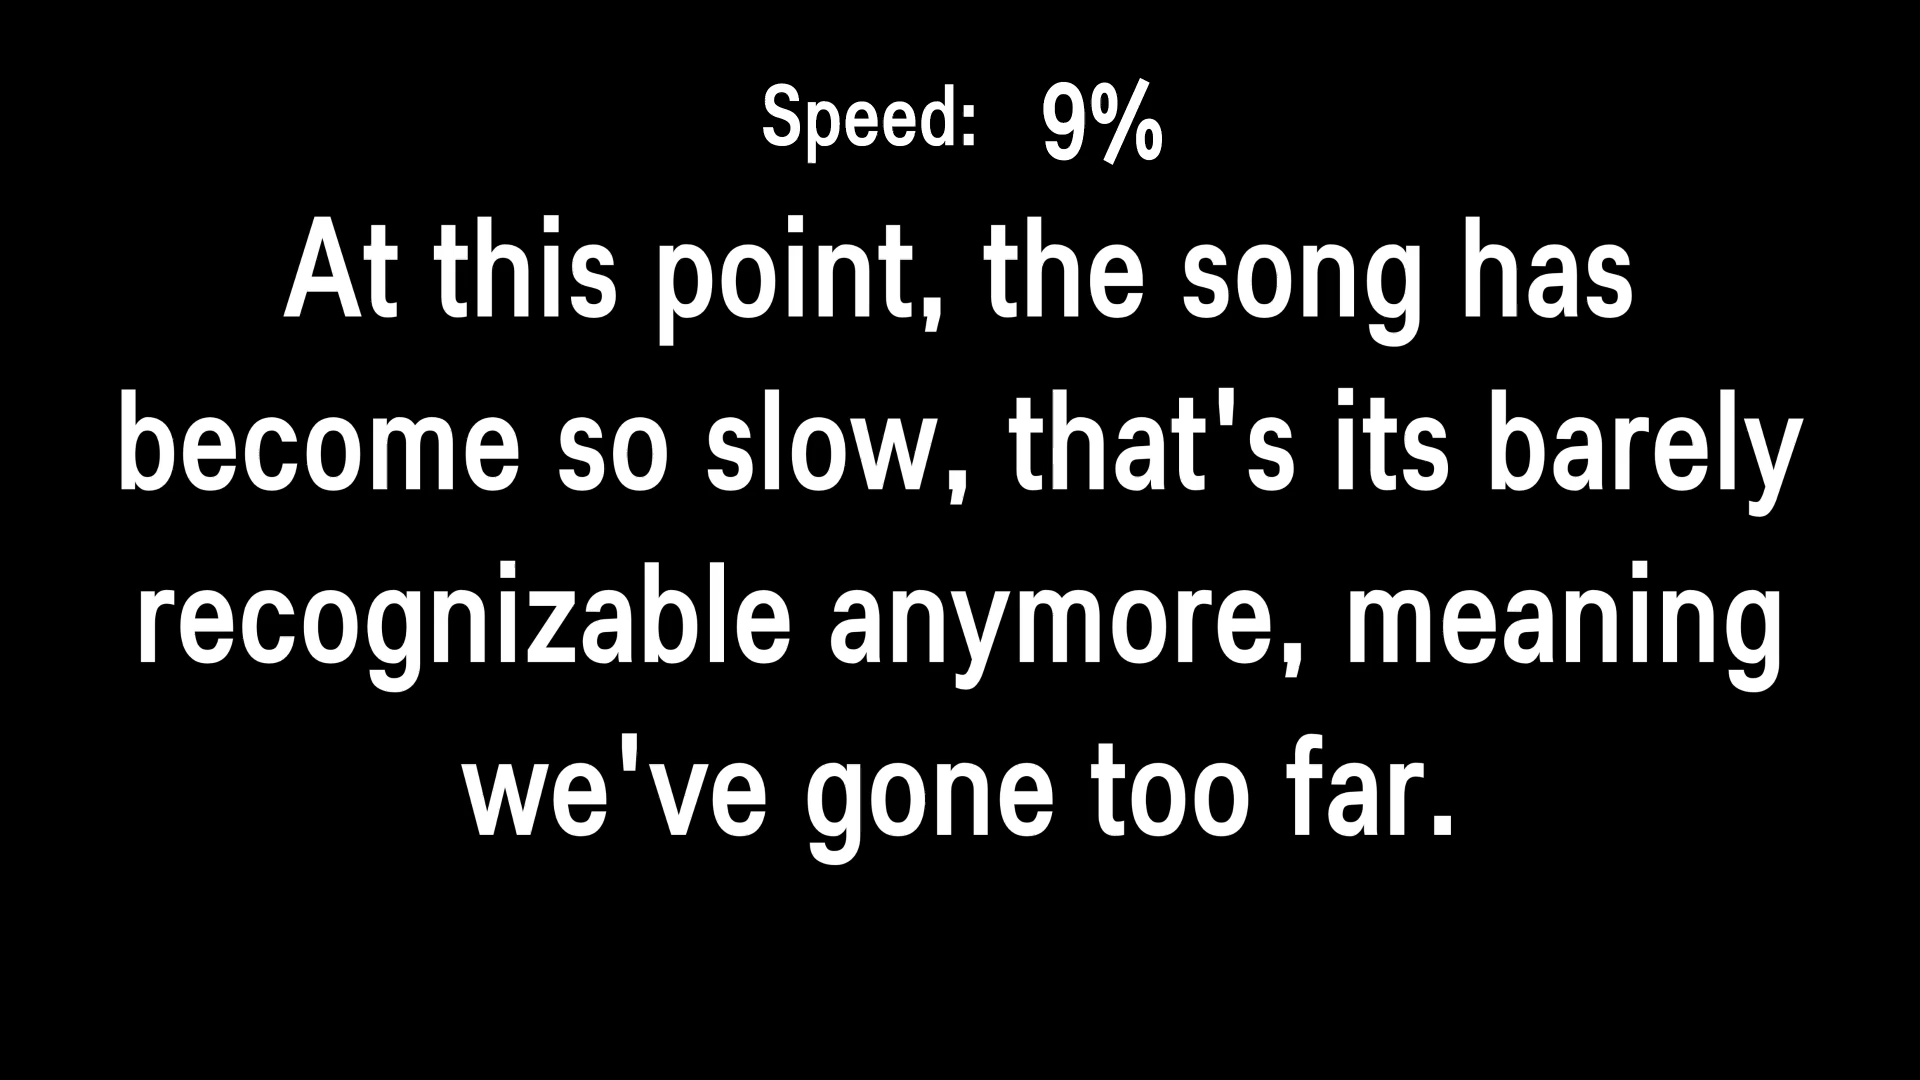 Speed: 9%
At this point, the song has
become so slow, that's its barely
recognizable anymore, meaning
we've gone too far.